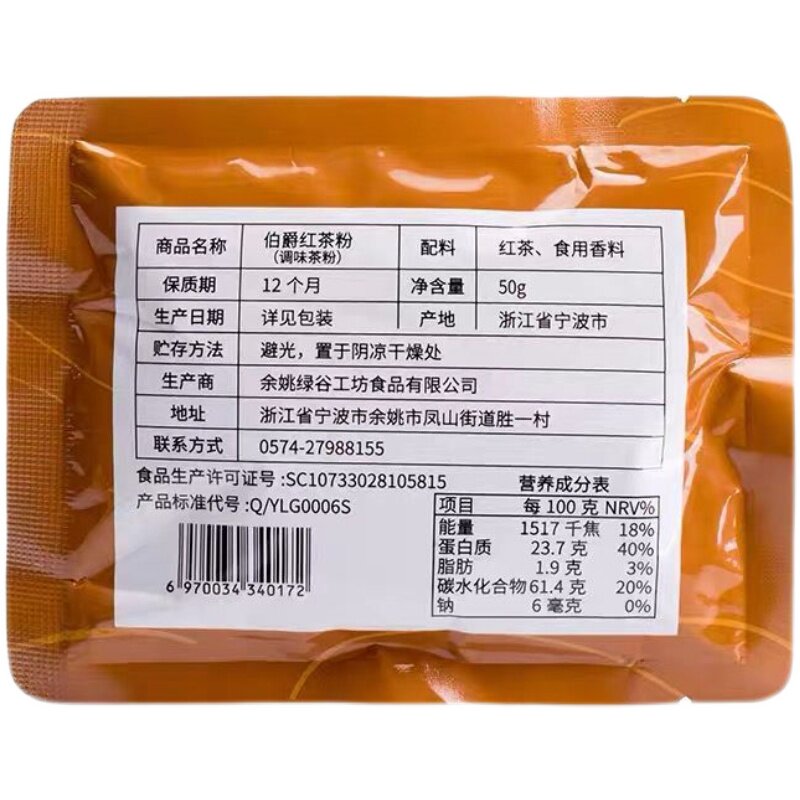 商品名称 伯爵红茶粉 配料 红茶、食用香料
（调味茶粉）
保质期 12 个月 净含量 50g
生产日期 详见包装 产地 浙江省宁波市
贮存方法 避光，置于阴凉干燥处
生产商 余姚绿谷工坊食品有限公司
地址 浙江省宁波市余姚市凤山街道胜一村
联系方式 0574-27988155
食品生产许可证号:SC10733028105815
产品标准代号:Q/YLG0006S
6 970034 340172
营养成分表
项目 每 100 克 NRV%
能量 1517 千焦 18%
蛋白质 23.7 克 40%
脂肪 1.9 克 3%
碳水化合物 61.4 克 20%
钠 6 毫克 0%